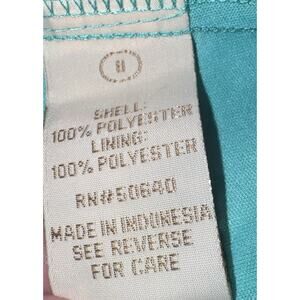 8
SHELL:
100% POLYESTER
LINING:
100% POLYESTER
RN#50640
MADE IN INDONESIA
SEE REVERSE
FOR CARE